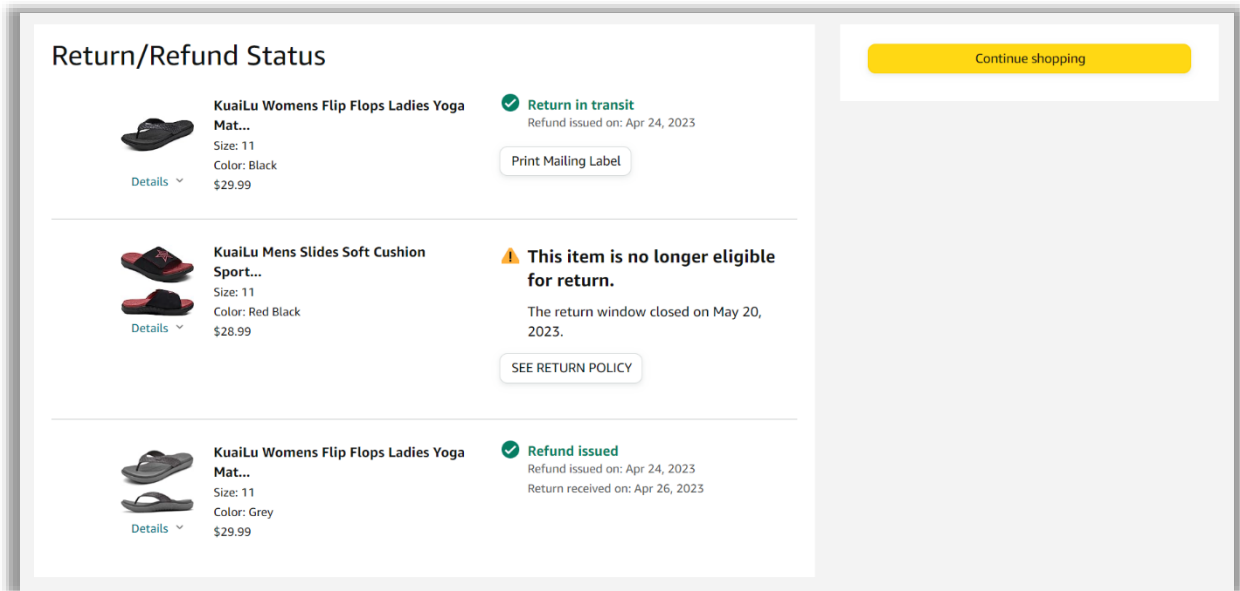 Return/Refund Status
Continue shopping
KuaiLu Womens Flip Flops Ladies Yoga
Mat...
Size: 11
Color: Black
$29.99
Details
Return in transit
Refund issued on: Apr 24, 2023
Print Mailing Label
KuaiLu Mens Slides Soft Cushion
Sport...
Size: 11
Color: Red Black
$28.99
Details
This item is no longer eligible
for return.
The return window closed on May 20,
2023.
SEE RETURN POLICY
KuaiLu Womens Flip Flops Ladies Yoga
Mat...
Size: 11
Color: Grey
$29.99
Details
Refund issued
Refund issued on: Apr 24, 2023
Return received on: Apr 26, 2023